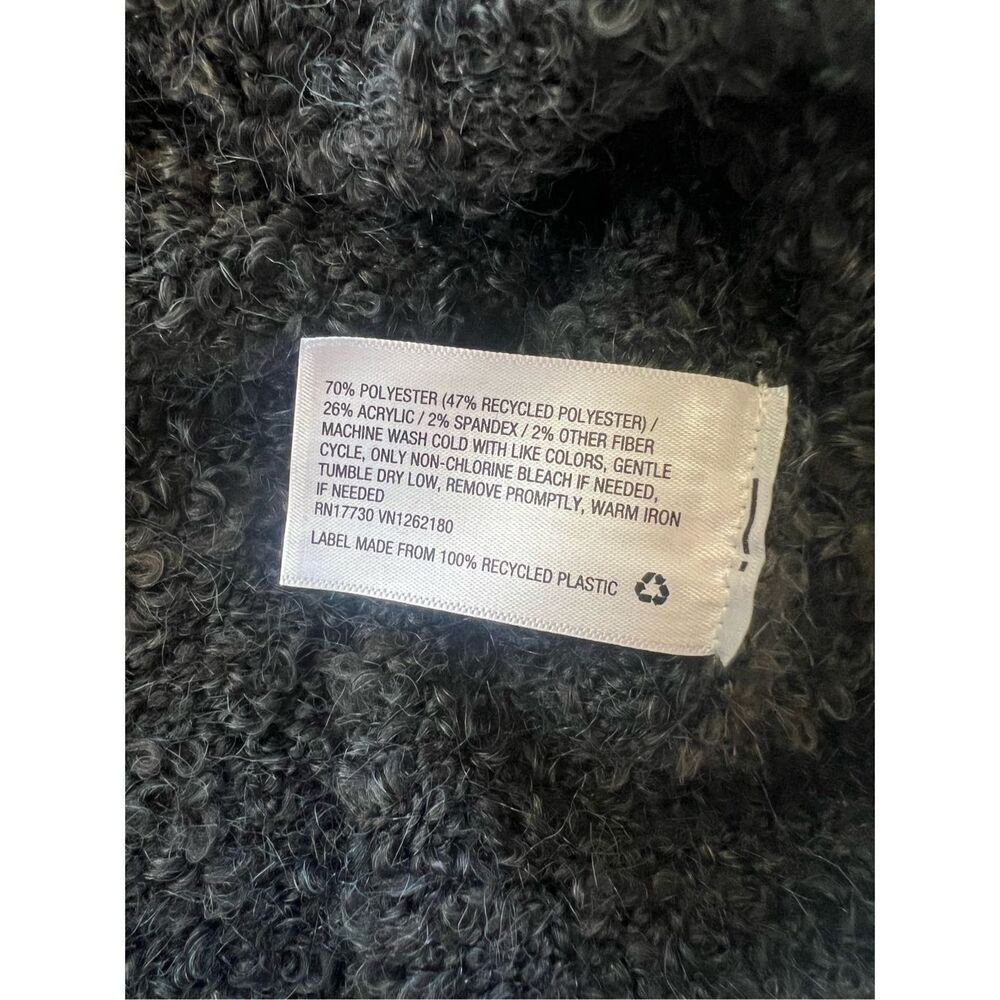 70% POLYESTER (47% RECYCLED POLYESTER) /
26% ACRYLIC / 2% SPANDEX / 2% OTHER FIBER
MACHINE WASH COLD WITH LIKE COLORS, GENTLE
CYCLE, ONLY NON-CHLORINE BLEACH IF NEEDED,
TUMBLE DRY LOW, REMOVE PROMPTLY, WARM IRON
IF NEEDED
RN17730 VN1262180
LABEL MADE FROM 100% RECYCLED PLASTIC